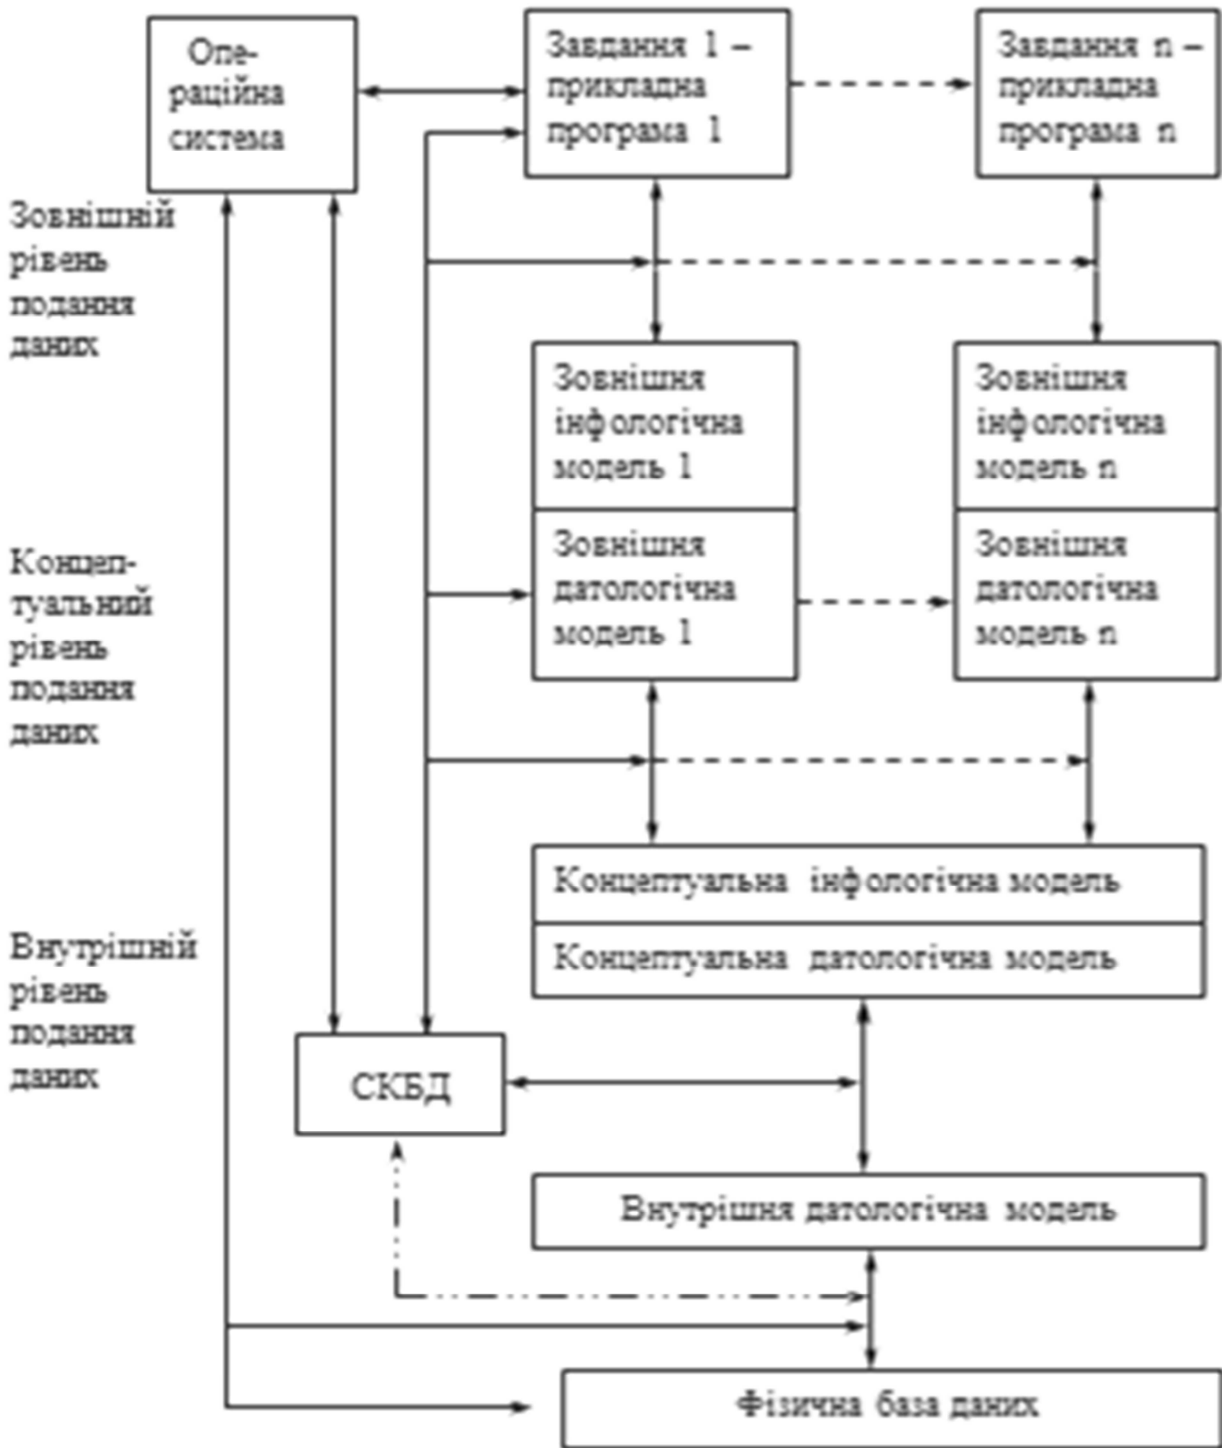 Опе-
раційна
система
Завдання 1 –
прикладна
програма 1
Завдання n –
прикладна
програма n
Зовнішній
рівень
подання
даних
Зовнішня
інфологічна
модель 1
Зовнішня
інфологічна
модель n
Зовнішня
датологічна
модель 1
Зовнішня
датологічна
модель n
Концеп-
туальний
рівень
подання
даних
Концептуальна інфологічна модель
Концептуальна датологічна модель
Внутрішній
рівень
подання
даних
СКБД
Внутрішня датологічна модель
Фізична база даних